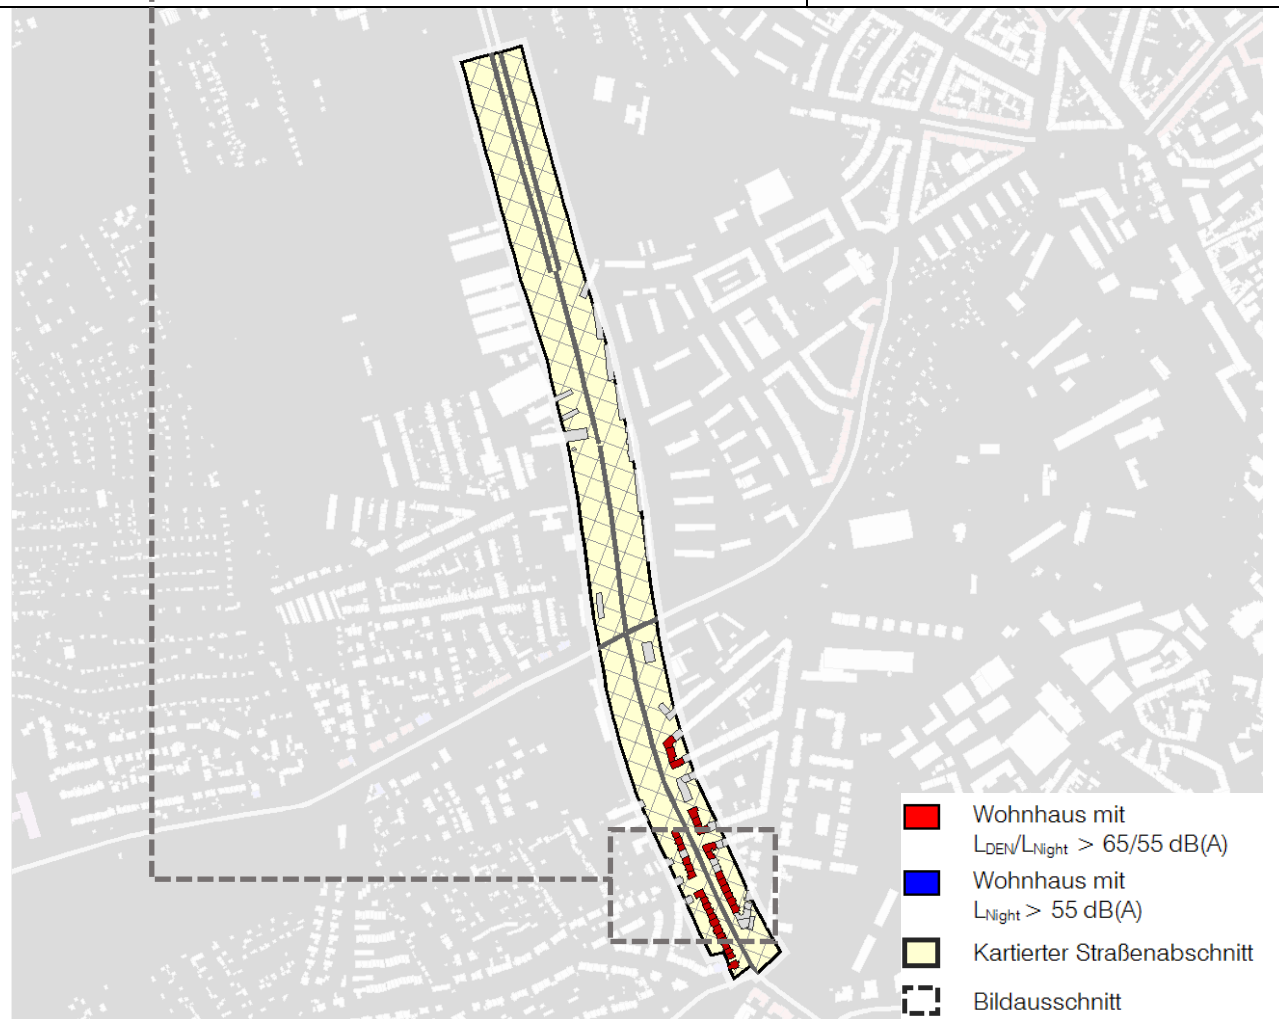 Wohnhaus mit
LDEN/LNight > 65/55 dB(A)
Wohnhaus mit
LNight > 55 dB(A)
Kartierter Straßenabschnitt
Bildausschnitt